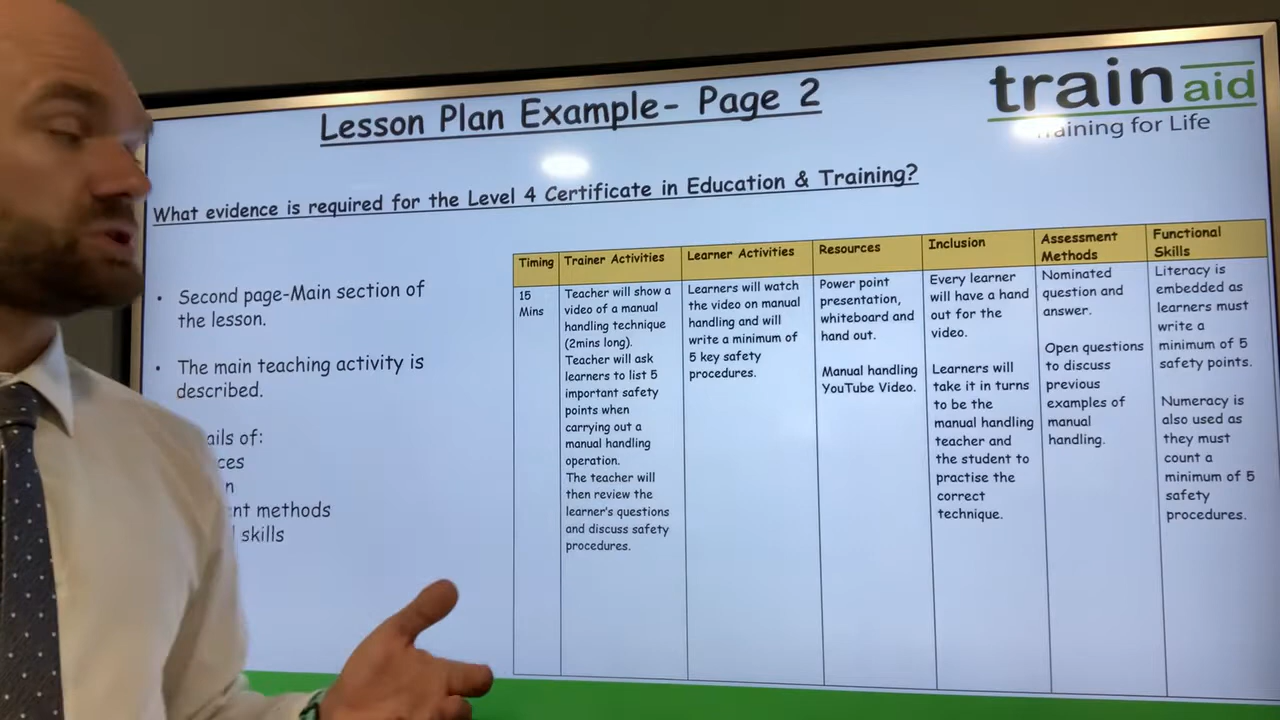 Lesson Plan Example- Page 2
train aid
Training for Life
What evidence is required for the Level 4 Certificate in Education & Training?
• Second page-Main section of
the lesson.
• The main teaching activity is
described.
ails of:
ces
n
nt methods
skills
Timing
15
Mins
Trainer Activities
Teacher will show a
video of a manual
handling technique
(2mins long).
Teacher will ask
learners to list 5
important safety
points when
carrying out a
manual handling
operation.
The teacher will
then review the
learner's questions
and discuss safety
procedures.
Learner Activities
Learners will watch
the video on manual
handling and will
write a minimum of
5 key safety
procedures.
Resources
Power point
presentation,
whiteboard and
hand out.
Manual handling
YouTube Video.
Inclusion
Every learner
will have a hand
out for the
video.
Learners will
take it in turns
to be the
manual handling
teacher and
the student to
practise the
correct
technique.
Assessment
Methods
Nominated
question and
answer.
Open questions
to discuss
previous
examples of
manual
handling.
Functional
Skills
Literacy is
embedded as
learners must
write a
minimum of 5
safety points.
Numeracy is
also used as
they must
count a
minimum of 5
safety
procedures.